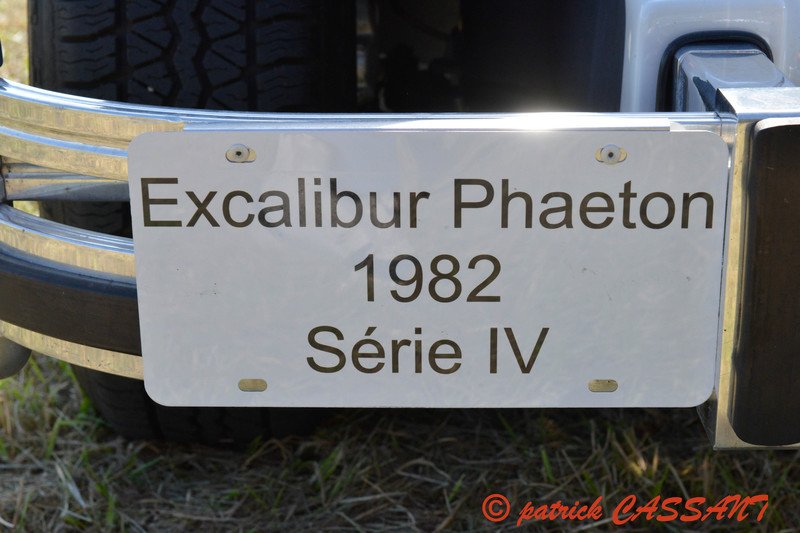 Excalibur Phaeton
1982
Série IV
© patrick CASSANT